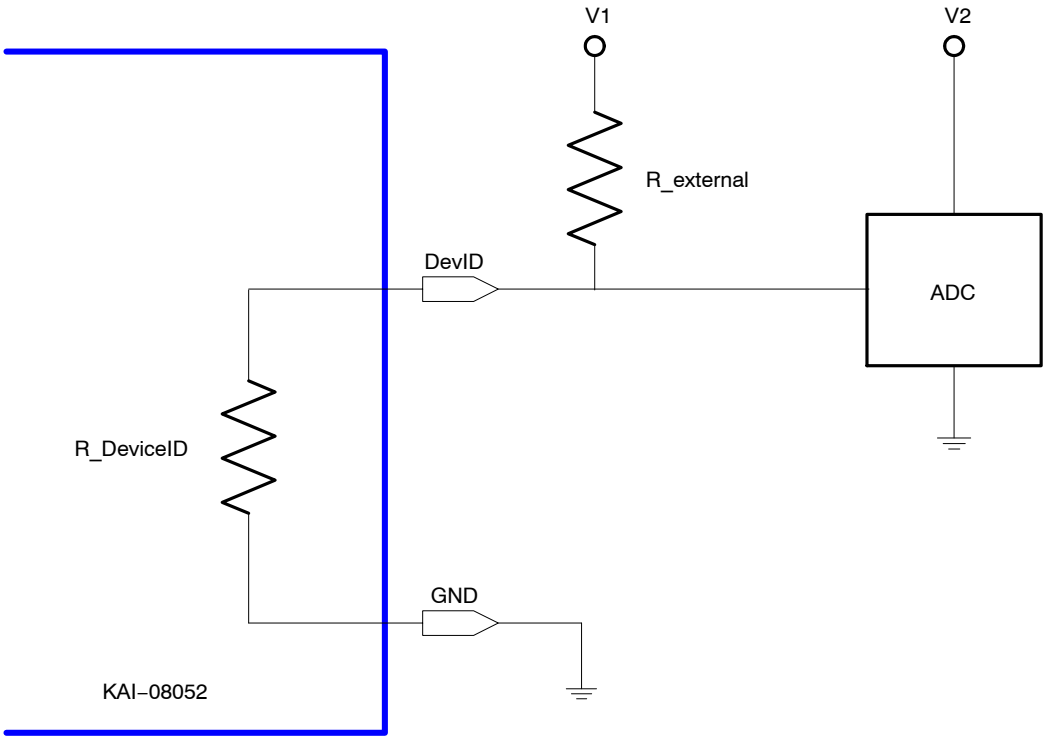 V1
V2
R_external
DevID
ADC
R_DeviceID
GND
KAI−08052